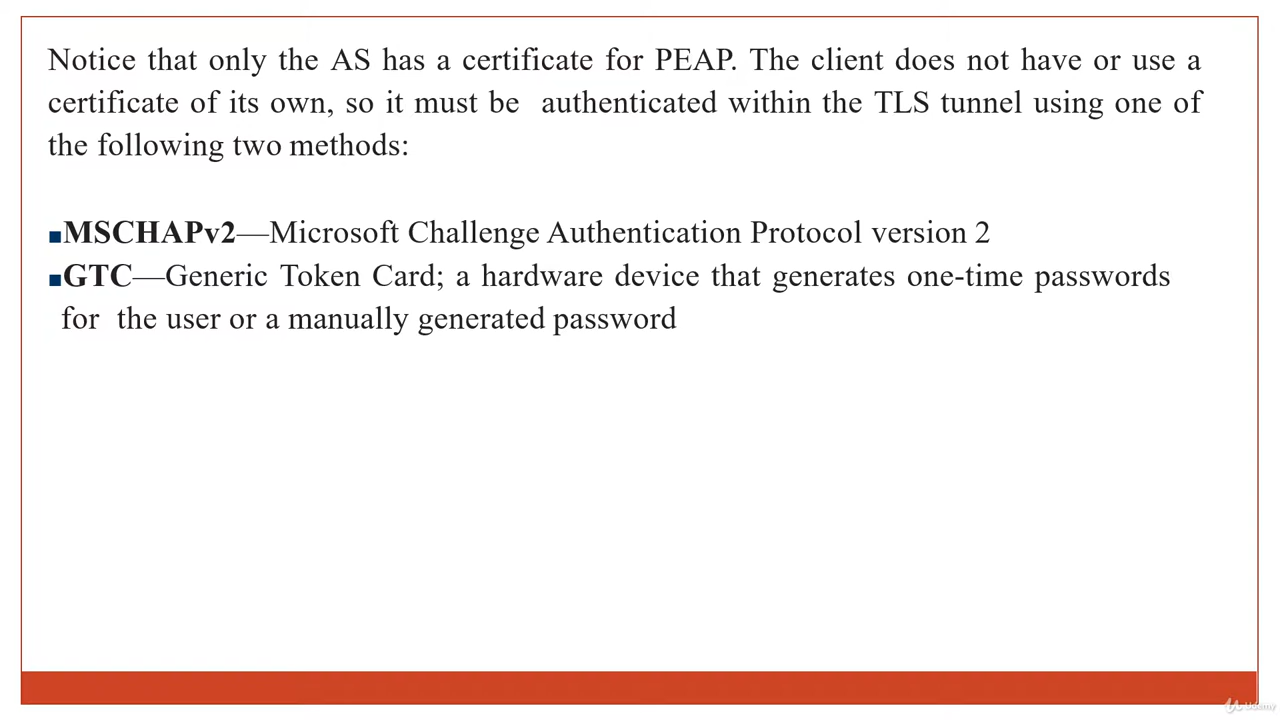 Notice that only the AS has a certificate for PEAP. The client does not have or use a
certificate of its own, so it must be authenticated within the TLS tunnel using one of
the following two methods:
■MSCHAPv2—Microsoft Challenge Authentication Protocol version 2
■GTC—Generic Token Card; a hardware device that generates one-time passwords
for the user or a manually generated password
Udemy